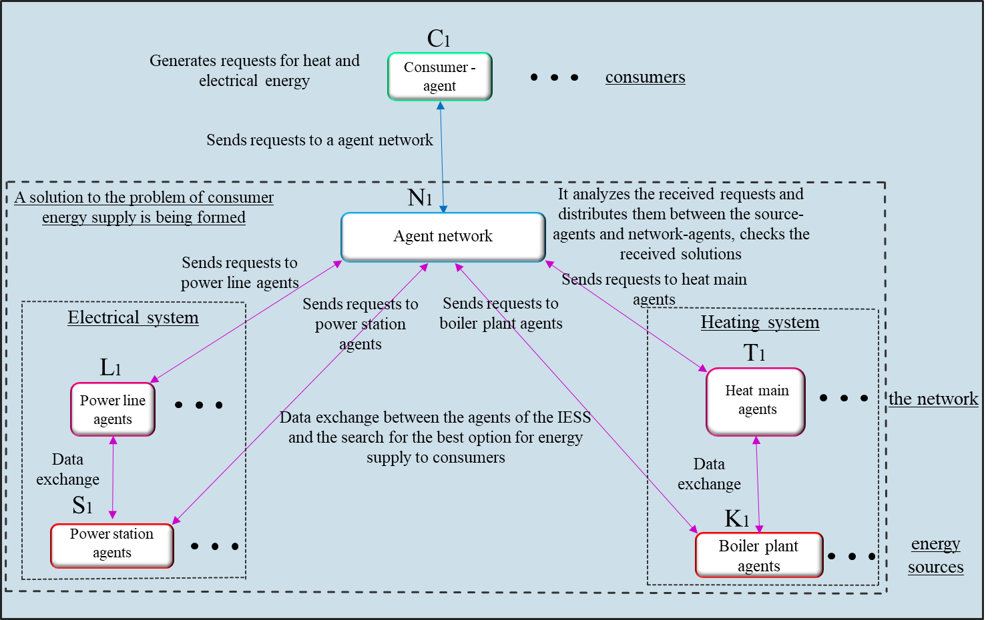 C1
Generates requests for heat and
electrical energy
Consumer -
agent
consumers
Sends requests to a agent network
A solution to the problem of consumer
energy supply is being formed
N1
Agent network
It analyzes the received requests and
distributes them between the source-
agents and network-agents, checks the
received solutions
Sends requests to
power line agents
Sends requests to
power station
agents
Sends requests to
boiler plant agents
Sends requests to heat main
agents
Electrical system
L1
Power line
agents
Data
exchange
S1
Power station
agents
Data exchange between the agents of the IESS
and the search for the best option for energy
supply to consumers
Heating system
T1
Heat main
agents
the network
Data
exchange
K1
Boiler plant
agents
energy
sources